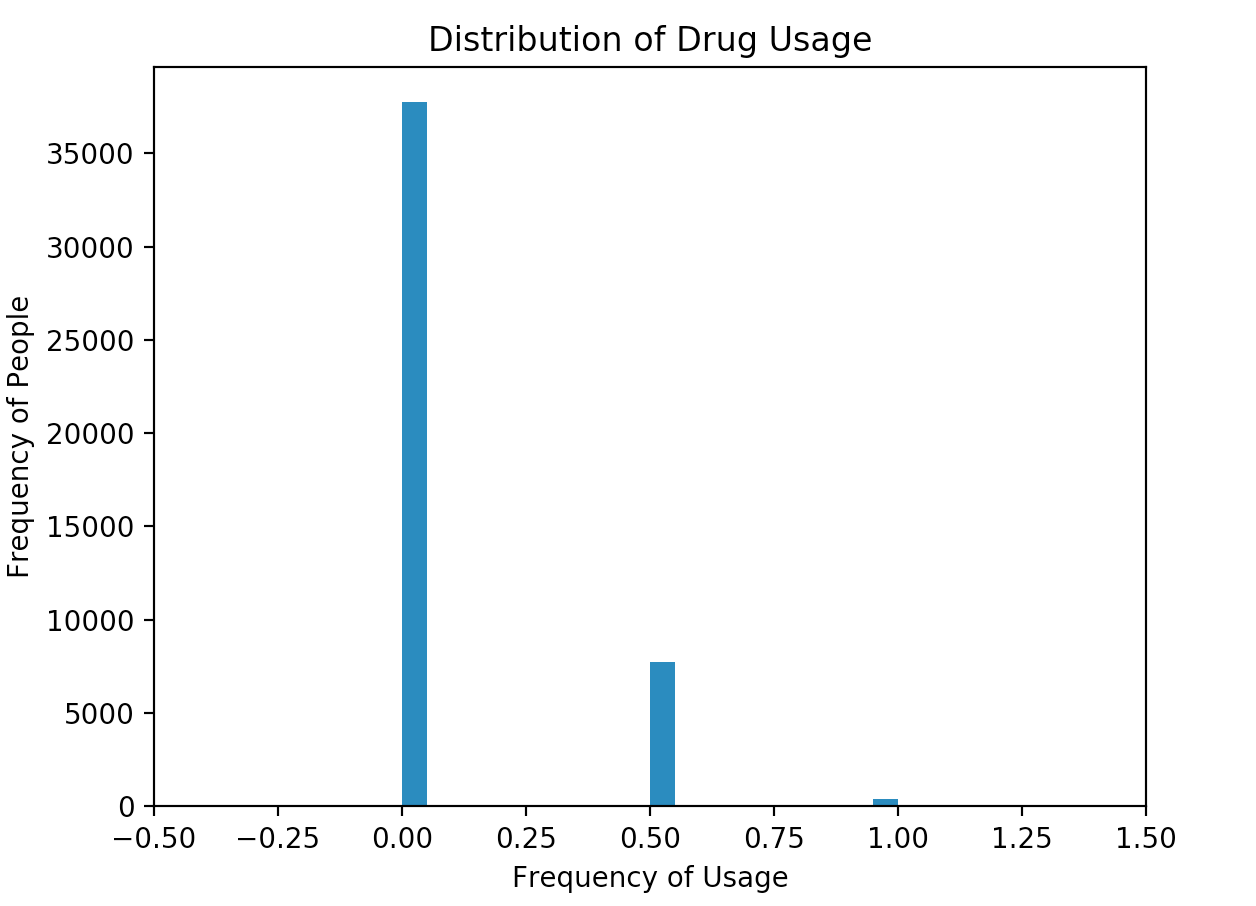 Distribution of Drug Usage
35000
30000
25000
20000
15000
10000
5000
0
Frequency of People
−0.50 −0.25 0.00 0.25 0.50 0.75 1.00 1.25 1.50
Frequency of Usage